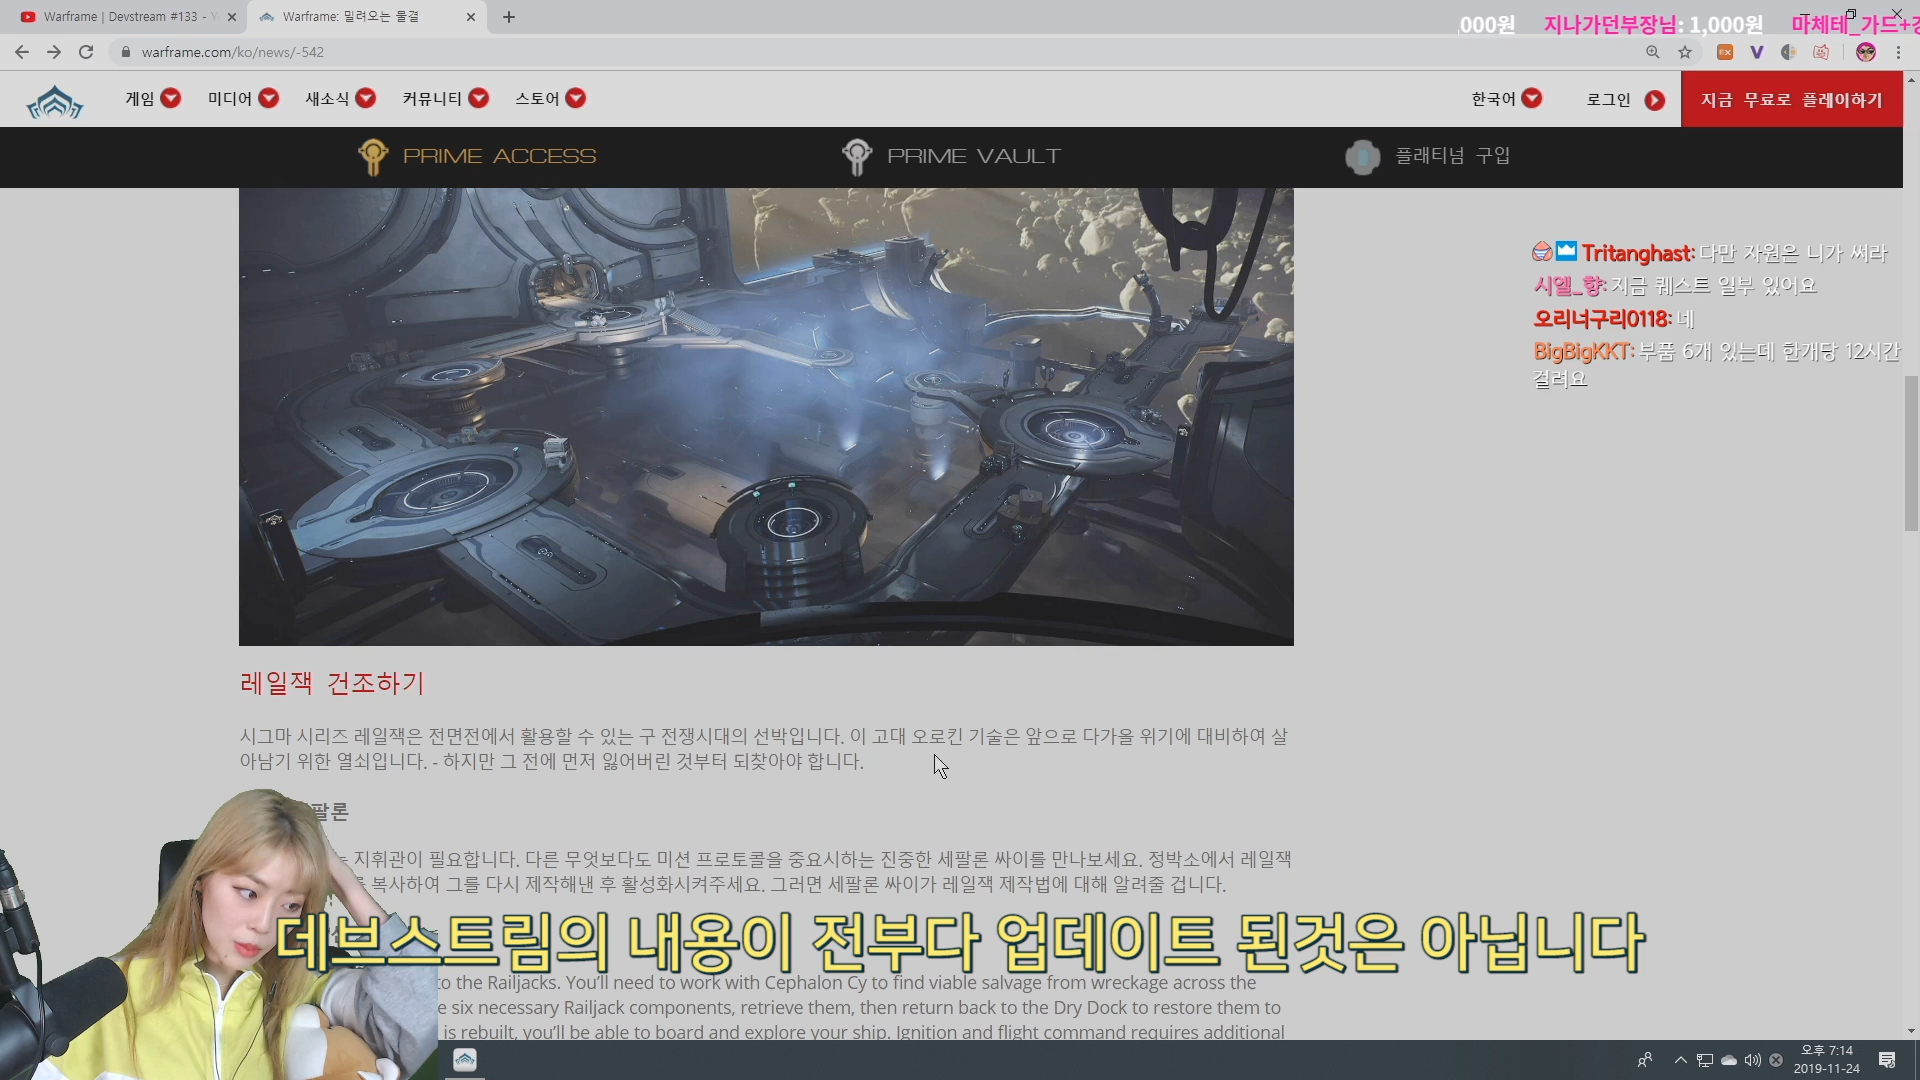 Warframe | Devstream #133 - Y
Warframe: 밀려오는 물결
,000원 지나가던부장님: 1,000원 마체테_가드+
warframe.com/ko/news/-542
게임 미디어 새소식 커뮤니티 스토어 한국어 로그인 지금 무료로 플레이하기
PRIME ACCESS PRIME VAULT 플래티넘 구입
Tritanghast: 다만 자원은 니가 써라
시엘_향: 지금 퀘스트 일부 있어요
오리너구리0118: 네
BigBigKKT: 부품 6개 있는데 한개당 12시간
걸려요
레일잭 건조하기
시그마 시리즈 레일잭은 전면전에서 활용할 수 있는 구 전쟁시대의 선박입니다. 이 고대 오로킨 기술은 앞으로 다가올 위기에 대비하여 살
아남기 위한 열쇠입니다. - 하지만 그 전에 먼저 잃어버린 것부터 되찾아야 합니다.
팔론
지휘관이 필요합니다. 다른 무엇보다도 미션 프로토콜을 중요시하는 진중한 세팔론 싸이를 만나보세요. 정박소에서 레일잭
복사하여 그를 다시 제작해낸 후 활성화시켜주세요. 그러면 세팔론 싸이가 레일잭 제작법에 대해 알려줄 겁니다.
데브스트림의 내용이 전부다 업데이트 된것은 아닙니다
to the Railjacks. You'll need to work with Cephalon Cy to find viable salvage from wreckage across the
e six necessary Railjack components, retrieve them, then return back to the Dry Dock to restore them to
is rebuilt, you'll be able to board and explore your ship. Ignition and flight command requires additional
오후 7:14
2019-11-24